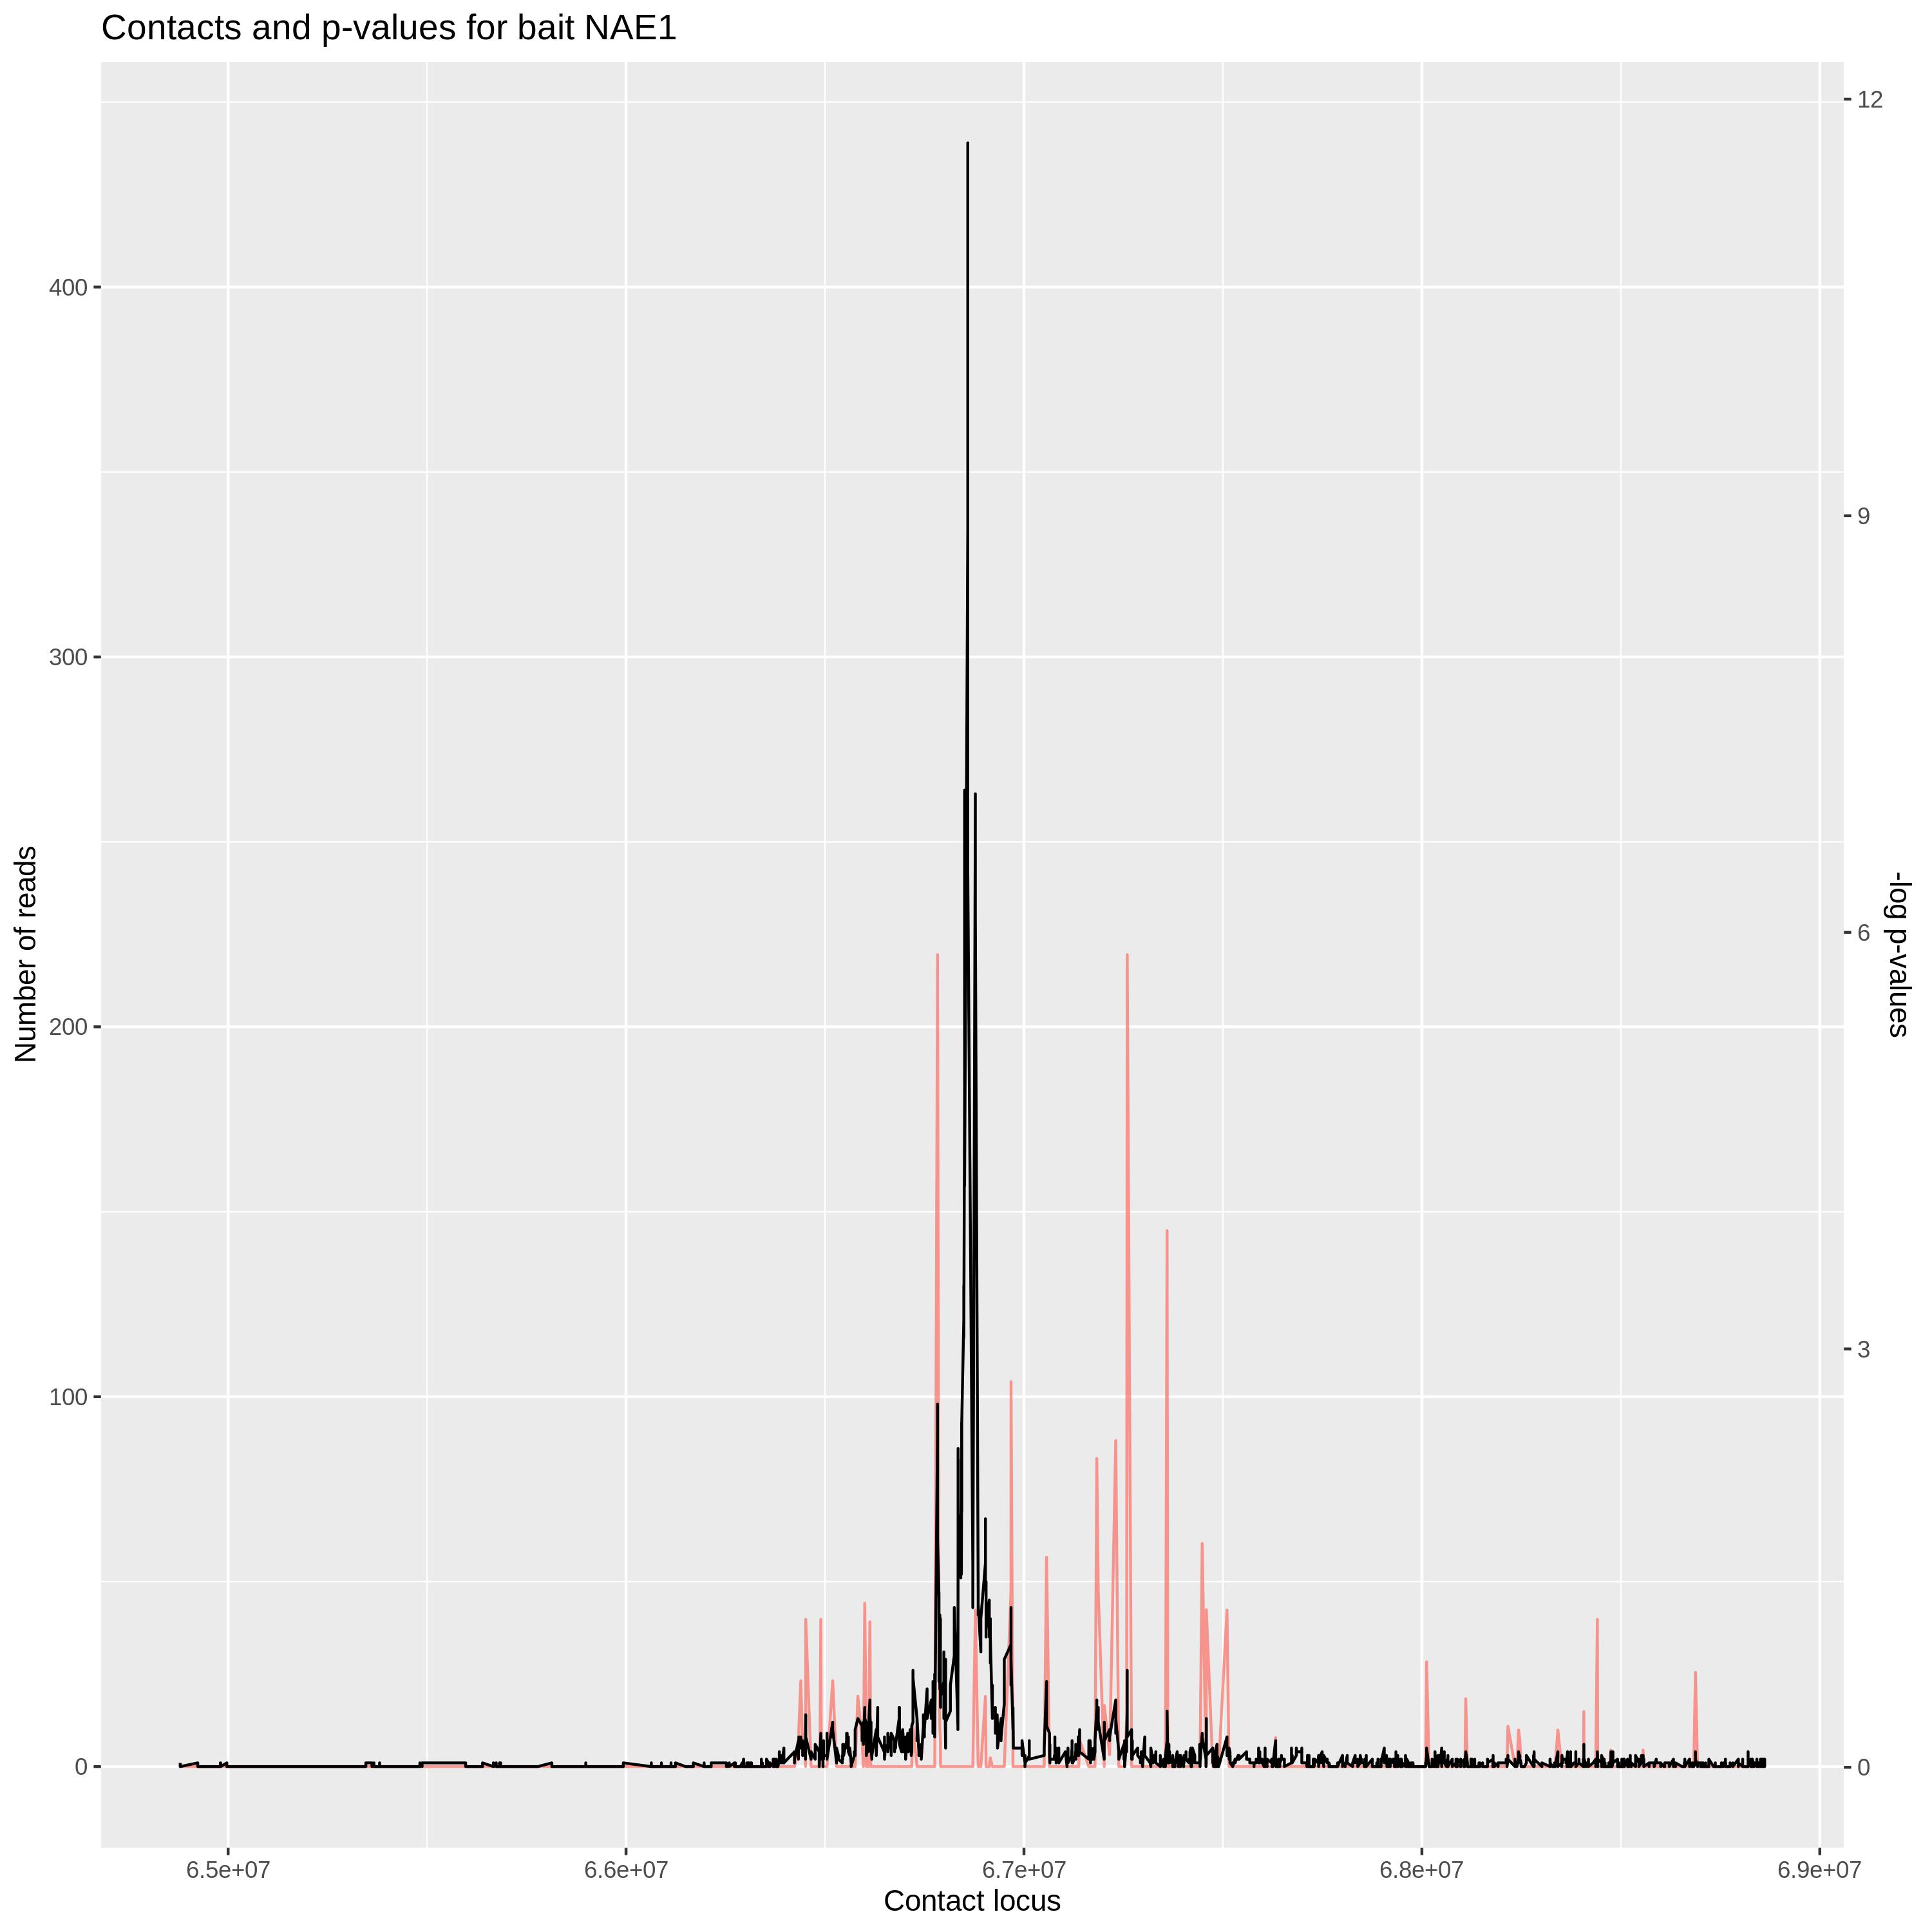 Contacts and p-values for bait NAE1
12
400
9
300
Number of reads
-log p-values
6
200
3
100
0
0
6.5e+07
6.6e+07
6.7e+07
6.8e+07
6.9e+07
Contact locus